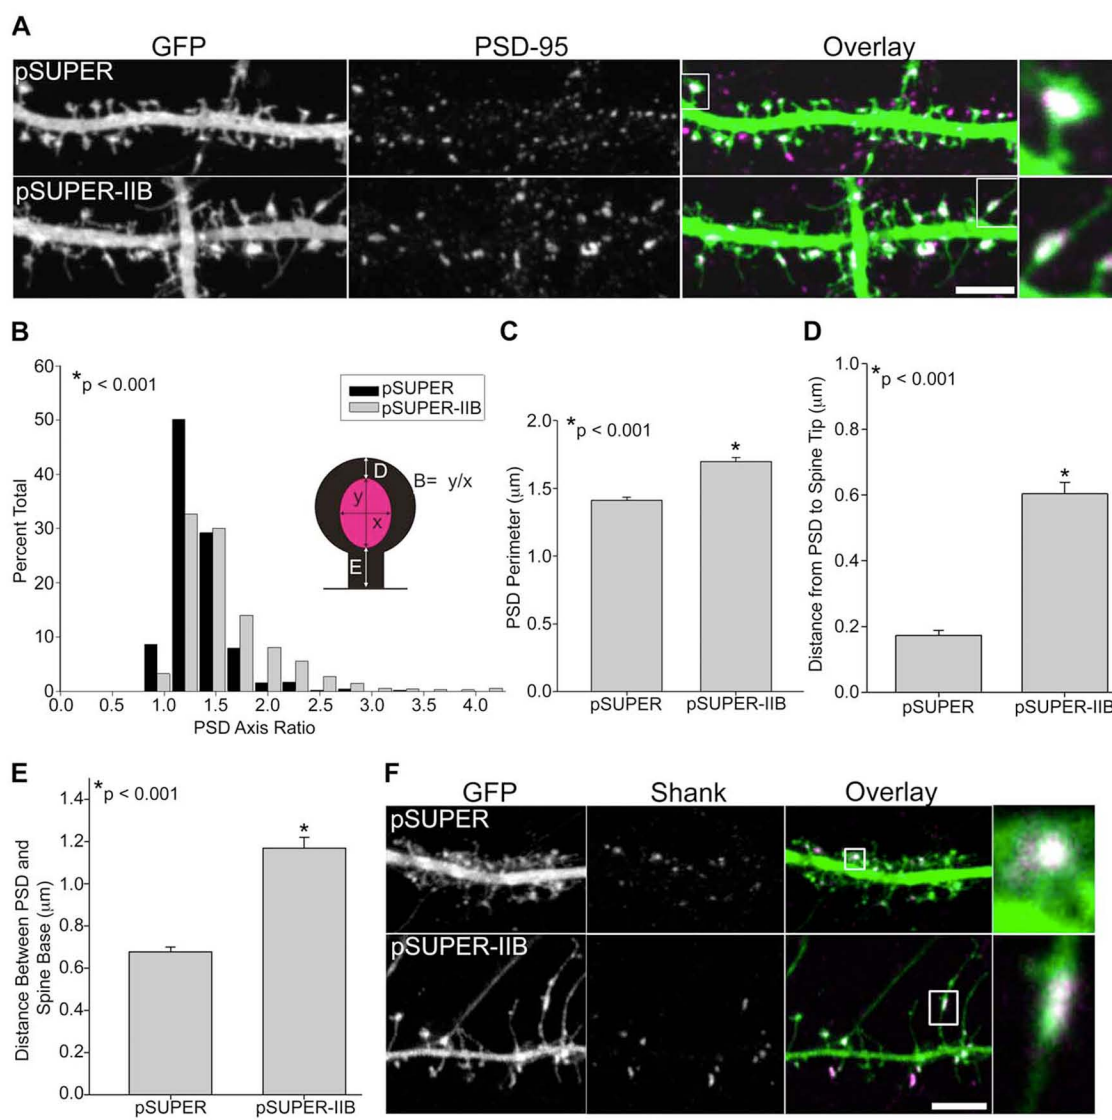 A
GFP PSD-95 Overlay
pSUPER
pSUPER-IIB
B
Percent Total
60
50
40
30
20
10
0
*p < 0.001
pSUPER
pSUPER-IIB
D
B= y/x
y
x
E
0.0 1.0 1.5 2.0 2.5 3.0 3.5 4.0
PSD Axis Ratio
C
PSD Perimeter (μm)
2.0
1.5
1.0
0.5
0.0
*p < 0.001
*
pSUPER pSUPER-IIB
D
Distance from PSD to Spine Tip (μm)
1.0
0.8
0.6
0.4
0.2
0.0
*p < 0.001
*
pSUPER pSUPER-IIB
E
Distance Between PSD and
Spine Base (μm)
1.4
1.2
1.0
0.6
0.4
0.2
0.0
*p < 0.001
*
pSUPER pSUPER-IIB
F
GFP Shank Overlay
pSUPER
pSUPER-IIB